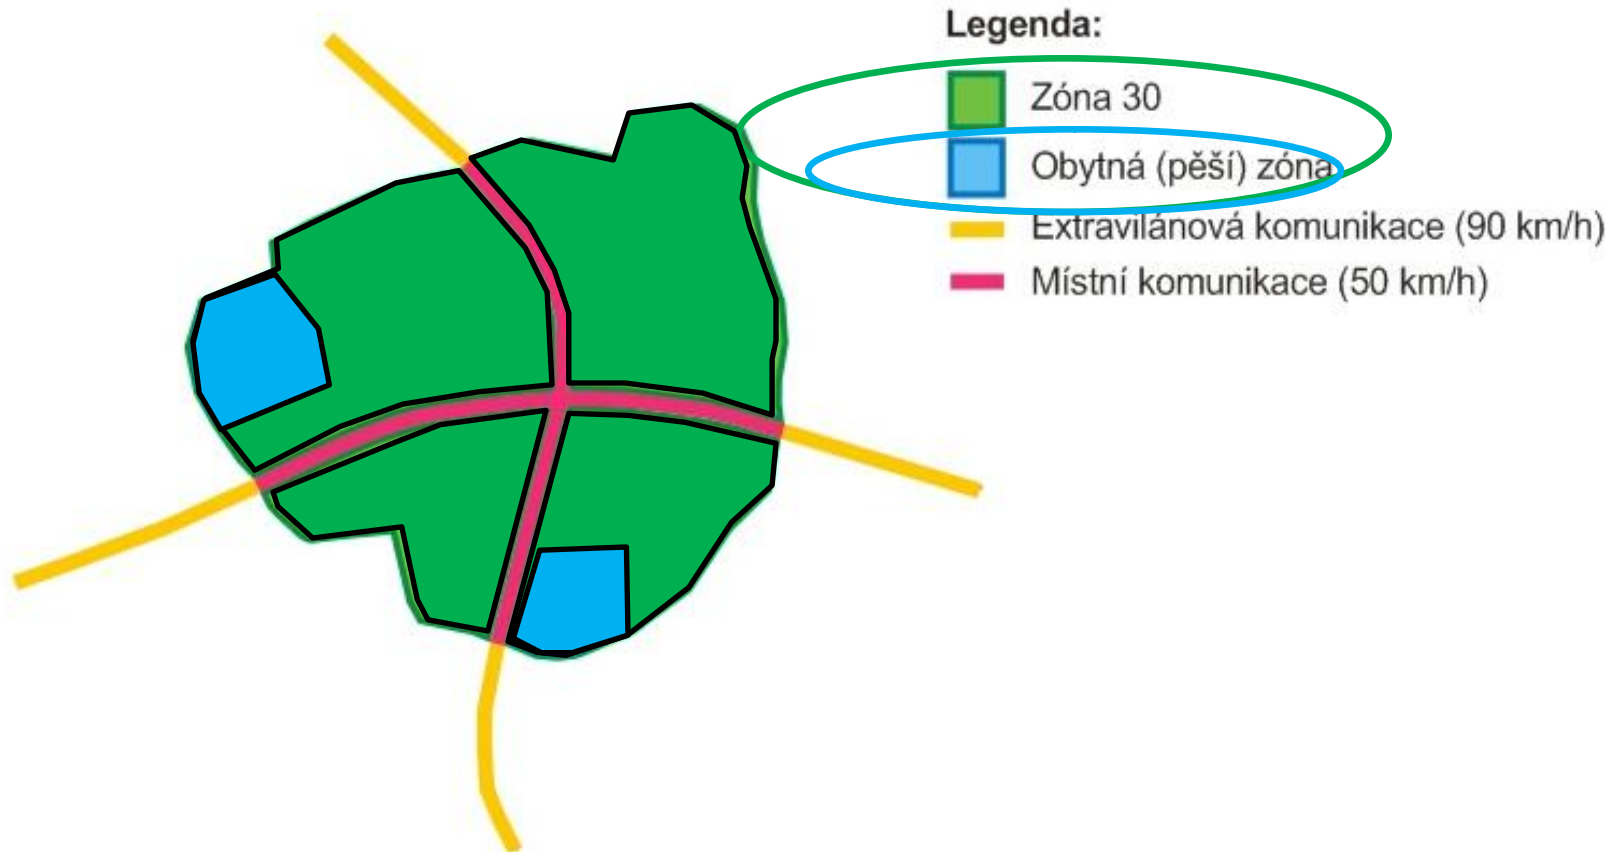 Legenda:
Zóna 30
Obytná (pěší) zóna
Extravilánová komunikace (90 km/h)
Místní komunikace (50 km/h)